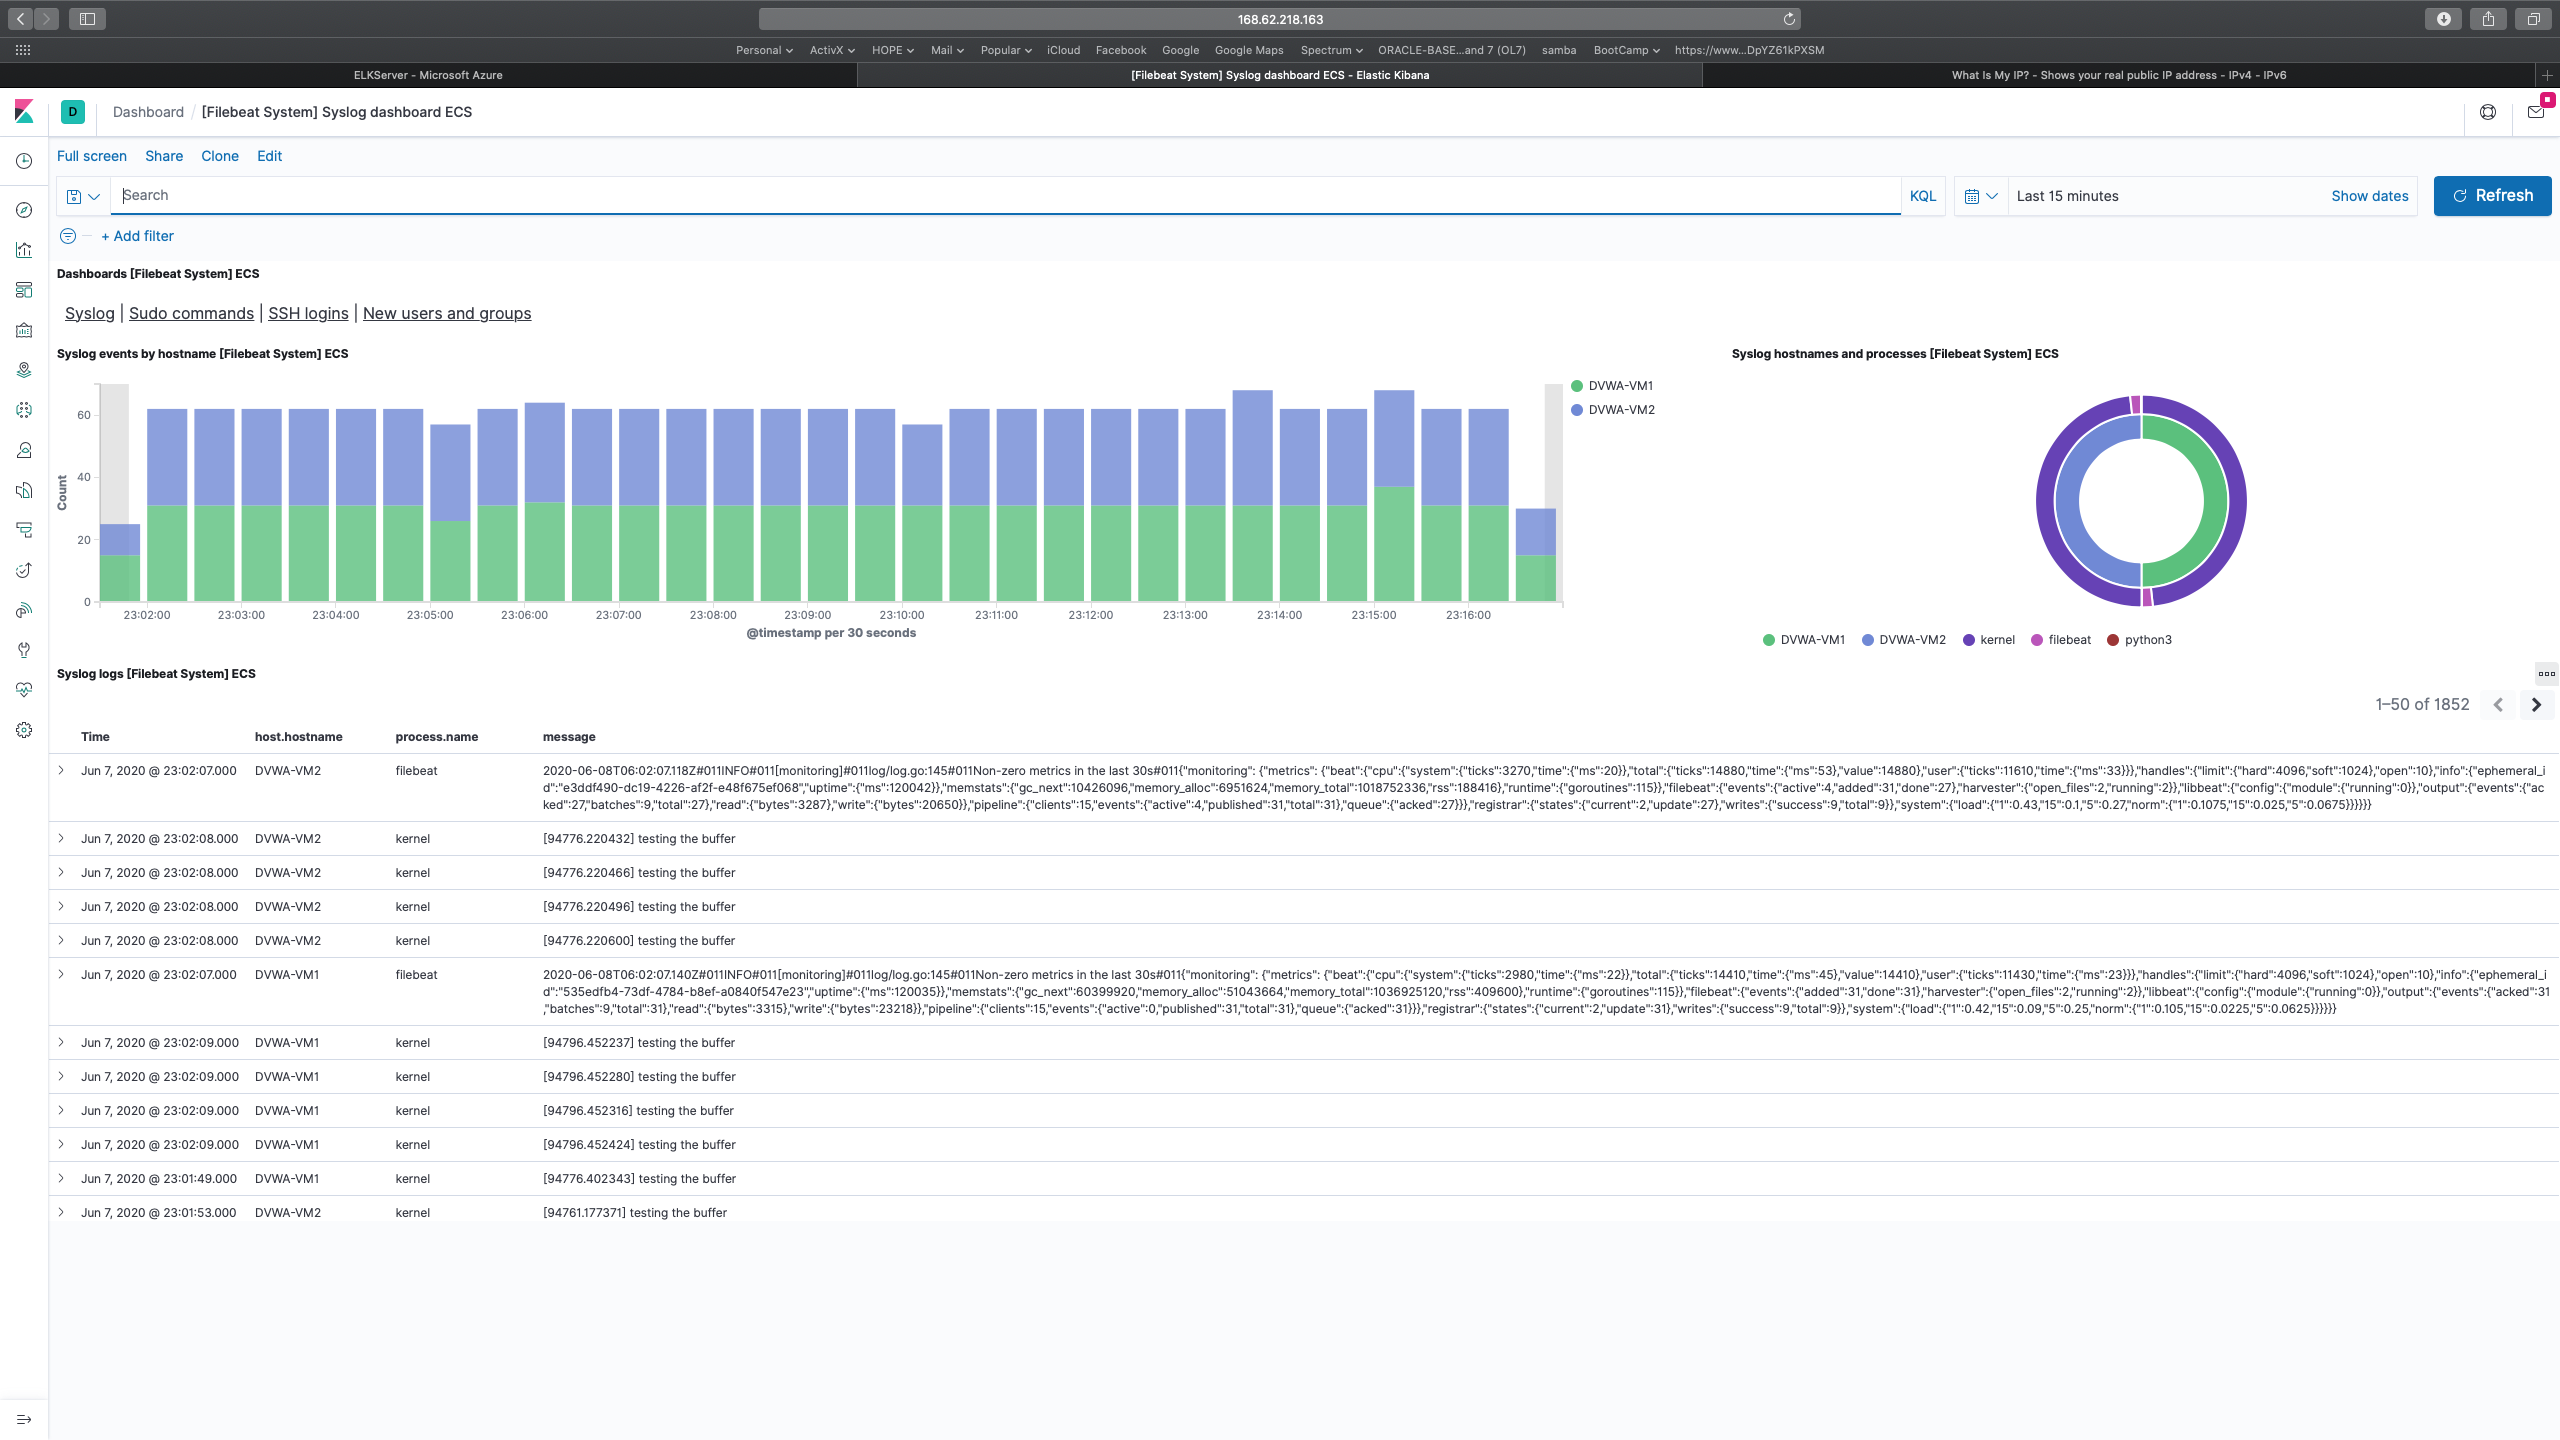 168.62.218.163
Personal ActivX HOPE Mail Popular iCloud Facebook Google Google Maps Spectrum ORACLE-BASE...and 7 (OL7) samba BootCamp https://www...DpYZ61kPXSM
ELKServer - Microsoft Azure
[Filebeat System] Syslog dashboard ECS - Elastic Kibana
What Is My IP? - Shows your real public IP address - IPv4 - IPv6
D Dashboard / [Filebeat System] Syslog dashboard ECS
Full screen Share Clone Edit
Search KQL Last 15 minutes Show dates Refresh
+ Add filter
Dashboards [Filebeat System] ECS
Syslog | Sudo commands | SSH logins | New users and groups
Syslog events by hostname [Filebeat System] ECS
60
40
20
0
Count
23:02:00 23:03:00 23:04:00 23:05:00 23:06:00 23:07:00 23:08:00 23:09:00 23:10:00 23:11:00 23:12:00 23:13:00 23:14:00 23:15:00 23:16:00
@timestamp per 30 seconds
DVWA-VM1
DVWA-VM2
Syslog hostnames and processes [Filebeat System] ECS
DVWA-VM1 DVWA-VM2 kernel filebeat python3
Syslog logs [Filebeat System] ECS
1–50 of 1852
Time host.hostname process.name message
Jun 7, 2020 @ 23:02:07.000 DVWA-VM2 filebeat 2020-06-08T06:02:07.118Z#011INFO#011[monitoring]#011log/log.go:145#011Non-zero metrics in the last 30s#011{"monitoring": {"metrics": {"beat":{"cpu":{"system":{"ticks":3270,"time":{"ms":20}},"total":{"ticks":14880,"time":{"ms":53},"value":14880},"user":{"ticks":11610,"time":{"ms":33}}},"handles":{"limit":{"hard":4096,"soft":1024},"open":10},"info":{"ephemeral_i
d":"e3ddf490-dc19-4226-af2f-e48f675ef068","uptime":{"ms":120042}},"memstats":{"gc_next":10426096,"memory_alloc":6951624,"memory_total":1018752336,"rss":188416},"runtime":{"goroutines":115}},"filebeat":{"events":{"active":4,"added":31,"done":27},"harvester":{"open_files":2,"running":2}},"libbeat":{"config":{"module":{"running":0}},"output":{"events":{"ac
ked":27,"batches":9,"total":27},"read":{"bytes":3287},"write":{"bytes":20650}},"pipeline":{"clients":15,"events":{"active":4,"published":31,"total":31},"queue":{"acked":27}}},"registrar":{"states":{"current":2,"update":27},"writes":{"success":9,"total":9}},"system":{"load":{"1":0.43,"15":0.1,"5":0.27,"norm":{"1":0.1075,"15":0.025,"5":0.0675}}}}}}
Jun 7, 2020 @ 23:02:08.000 DVWA-VM2 kernel [94776.220432] testing the buffer
Jun 7, 2020 @ 23:02:08.000 DVWA-VM2 kernel [94776.220466] testing the buffer
Jun 7, 2020 @ 23:02:08.000 DVWA-VM2 kernel [94776.220496] testing the buffer
Jun 7, 2020 @ 23:02:08.000 DVWA-VM2 kernel [94776.220600] testing the buffer
Jun 7, 2020 @ 23:02:07.000 DVWA-VM1 filebeat 2020-06-08T06:02:07.140Z#011INFO#011[monitoring]#011log/log.go:145#011Non-zero metrics in the last 30s#011{"monitoring": {"metrics": {"beat":{"cpu":{"system":{"ticks":2980,"time":{"ms":22}},"total":{"ticks":14410,"time":{"ms":45},"value":14410},"user":{"ticks":11430,"time":{"ms":23}}},"handles":{"limit":{"hard":4096,"soft":1024},"open":10},"info":{"ephemeral_i
d":"535edfb4-73df-4784-b8ef-a0840f547e23","uptime":{"ms":120035}},"memstats":{"gc_next":60399920,"memory_alloc":51043664,"memory_total":1036925120,"rss":409600},"runtime":{"goroutines":115}},"filebeat":{"events":{"added":31,"done":31},"harvester":{"open_files":2,"running":2}},"libbeat":{"config":{"module":{"running":0}},"output":{"events":{"acked":31
,"batches":9,"total":31},"read":{"bytes":3315},"write":{"bytes":23218}},"pipeline":{"clients":15,"events":{"active":0,"published":31,"total":31},"queue":{"acked":31}}},"registrar":{"states":{"current":2,"update":31},"writes":{"success":9,"total":9}},"system":{"load":{"1":0.42,"15":0.09,"5":0.25,"norm":{"1":0.105,"15":0.0225,"5":0.0625}}}}}}
Jun 7, 2020 @ 23:02:09.000 DVWA-VM1 kernel [94796.452237] testing the buffer
Jun 7, 2020 @ 23:02:09.000 DVWA-VM1 kernel [94796.452280] testing the buffer
Jun 7, 2020 @ 23:02:09.000 DVWA-VM1 kernel [94796.452316] testing the buffer
Jun 7, 2020 @ 23:02:09.000 DVWA-VM1 kernel [94796.452424] testing the buffer
Jun 7, 2020 @ 23:01:49.000 DVWA-VM1 kernel [94776.402343] testing the buffer
Jun 7, 2020 @ 23:01:53.000 DVWA-VM2 kernel [94761.177371] testing the buffer